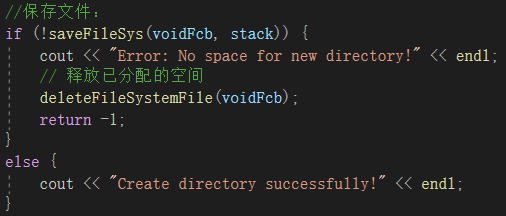 //保存文件：
if (!saveFileSys(voidFcb, stack)) {
cout << "Error: No space for new directory!" << endl;
// 释放已分配的空间
deleteFileSystemFile(voidFcb);
return -1;
}
else {
cout << "Create directory successfully!" << endl;
}